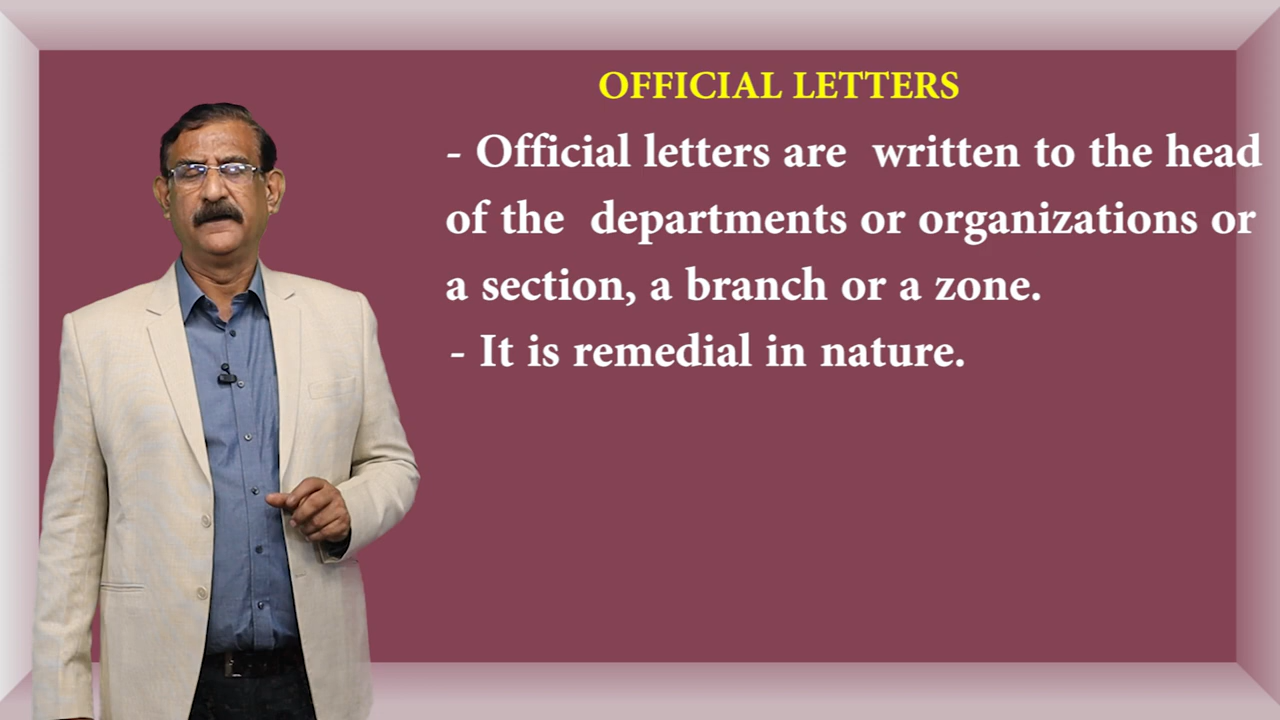 OFFICIAL LETTERS
- Official letters are written to the head
of the departments or organizations or
a section, a branch or a zone.
- It is remedial in nature.